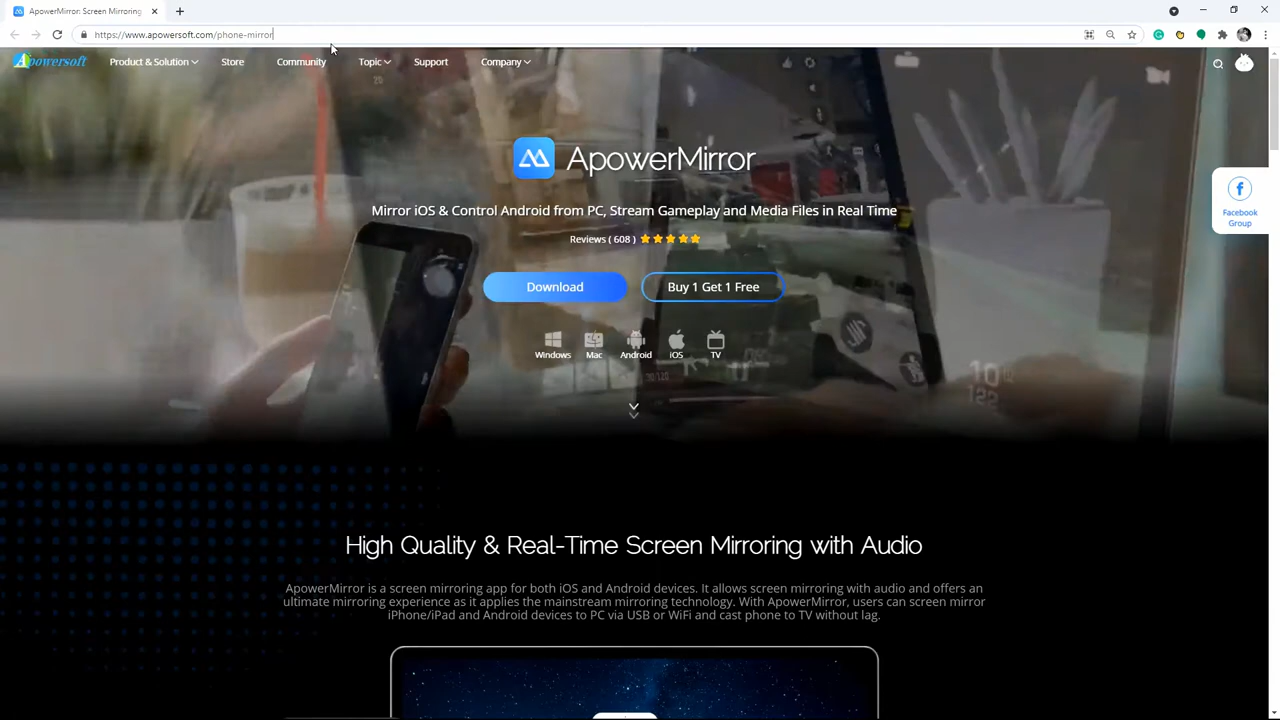 ApowerMirror: Screen Mirroring
https://www.apowersoft.com/phone-mirror
Apowersoft Product & Solution Store Community Topic Support Company
ApowerMirror
Mirror iOS & Control Android from PC, Stream Gameplay and Media Files in Real Time
Reviews ( 608 )
Download Buy 1 Get 1 Free
Windows Mac Android iOS TV
Facebook
Group
High Quality & Real-Time Screen Mirroring with Audio
ApowerMirror is a screen mirroring app for both iOS and Android devices. It allows screen mirroring with audio and offers an
ultimate mirroring experience as it applies the mainstream mirroring technology. With ApowerMirror, users can screen mirror
iPhone/iPad and Android devices to PC via USB or WiFi and cast phone to TV without lag.